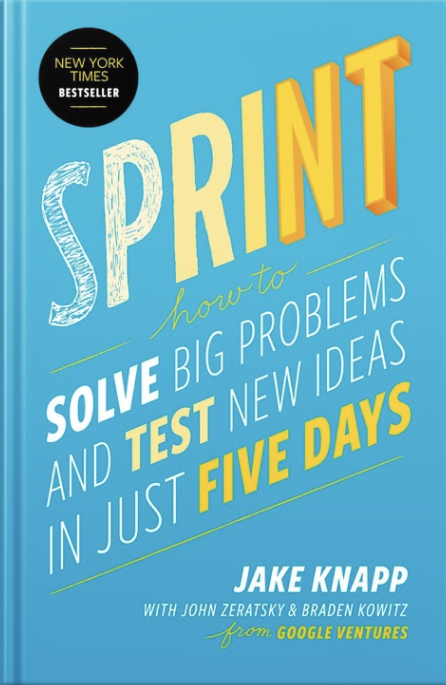 NEW YORK
TIMES
BESTSELLER
SPRINT
how to
SOLVE BIG PROBLEMS
AND TEST NEW IDEAS
IN JUST FIVE DAYS
JAKE KNAPP
WITH JOHN ZERATSKY & BRADEN KOWITZ
from GOOGLE VENTURES